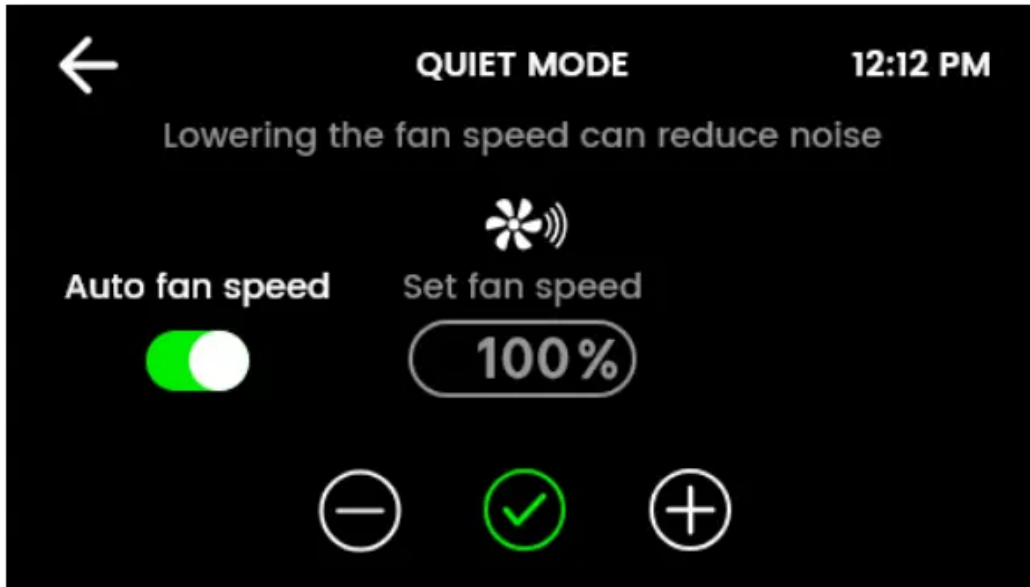 QUIET MODE 12:12 PM
Lowering the fan speed can reduce noise
Auto fan speed Set fan speed
100%